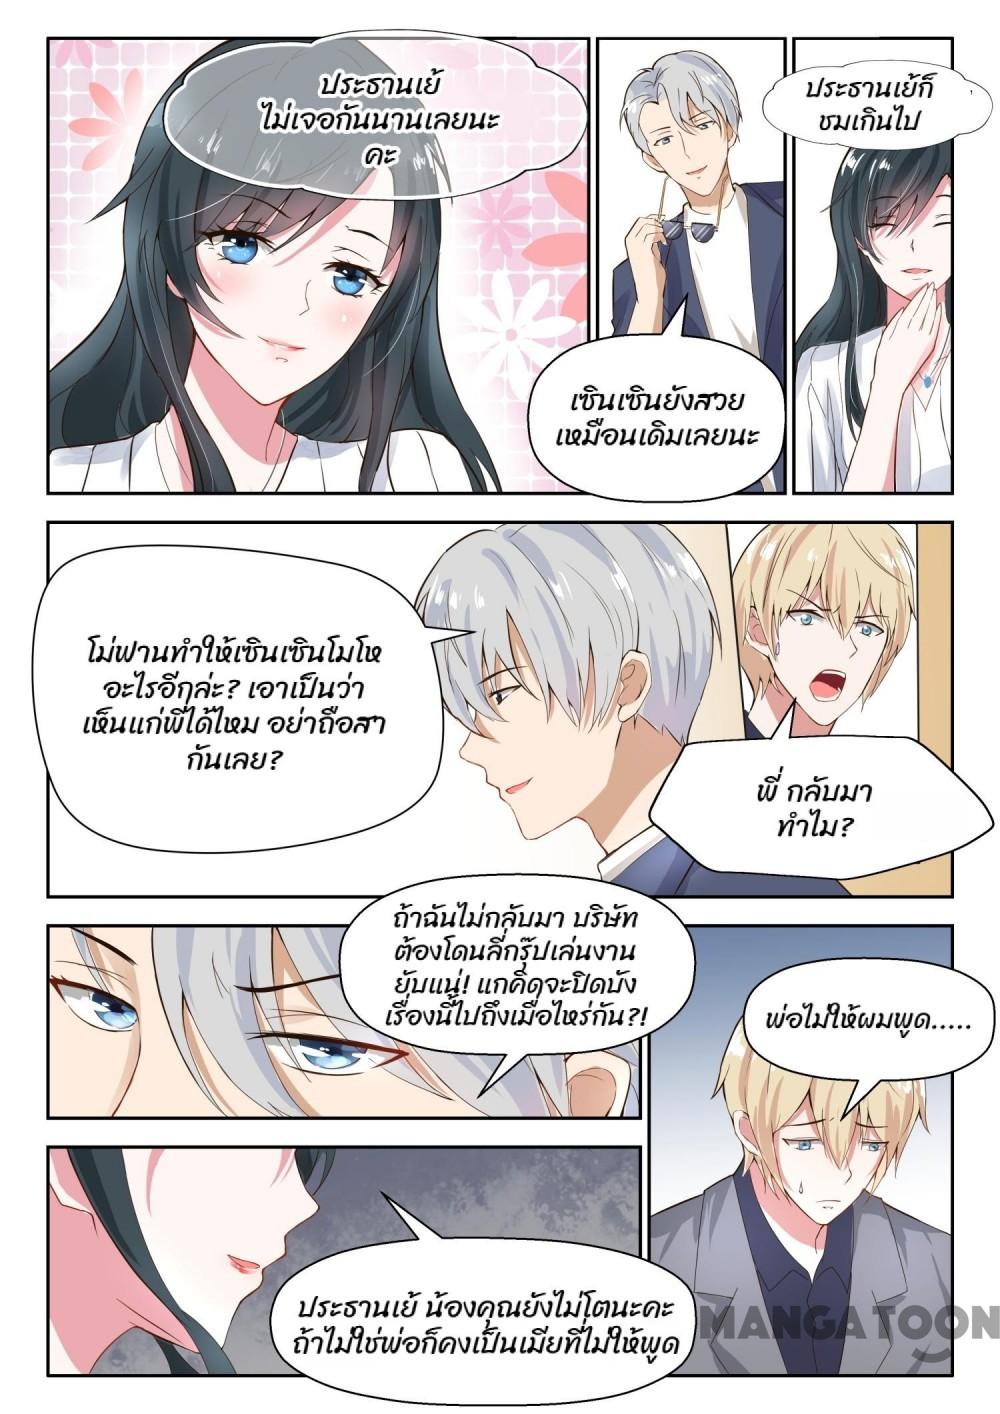 ประธานเย้
ไม่เจอกันนานเลยนะ
คะ
ประธานเย้ก็
ชมเกินไป
เซินเซินยังสวย
เหมือนเดิมเลยนะ
โม่ฟานทำให้เซินเซินโมโห
อะไรอีกล่ะ? เอาเป็นว่า
เห็นแก่พี่ได้ไหม อย่าถือสา
กันเลย?
พี่ กลับมา
ทำไม?
ถ้าฉันไม่กลับมา บริษัท
ต้องโดนลี่กรุ๊ปเล่นงาน
ยับแน่! แกคิดจะปิดบัง
เรื่องนี้ไปถึงเมื่อไหร่กัน?!
พ่อไม่ให้ผมพูด.....
ประธานเย้ น้องคุณยังไม่โตนะคะ
ถ้าไม่ใช่พ่อก็คงเป็นเมียที่ไม่ให้พูด
MANGATOON